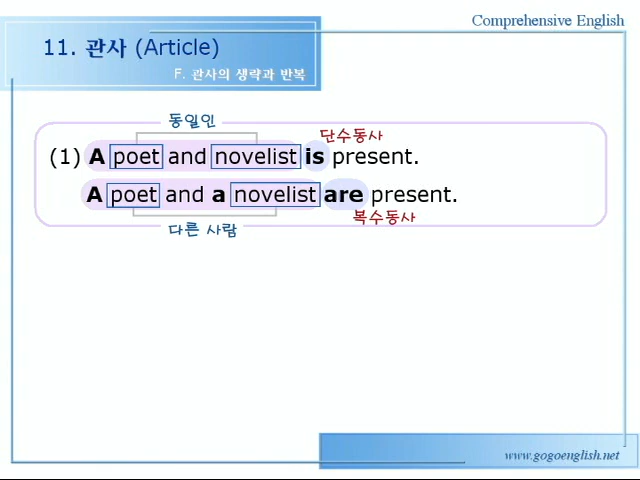 Comprehensive English
11. 관사 (Article)
F. 관사의 생략과 반복
동일인
단수동사
(1) A poet and novelist is present.
A poet and a novelist are present.
다른 사람
복수동사
www.gogoenglish.net